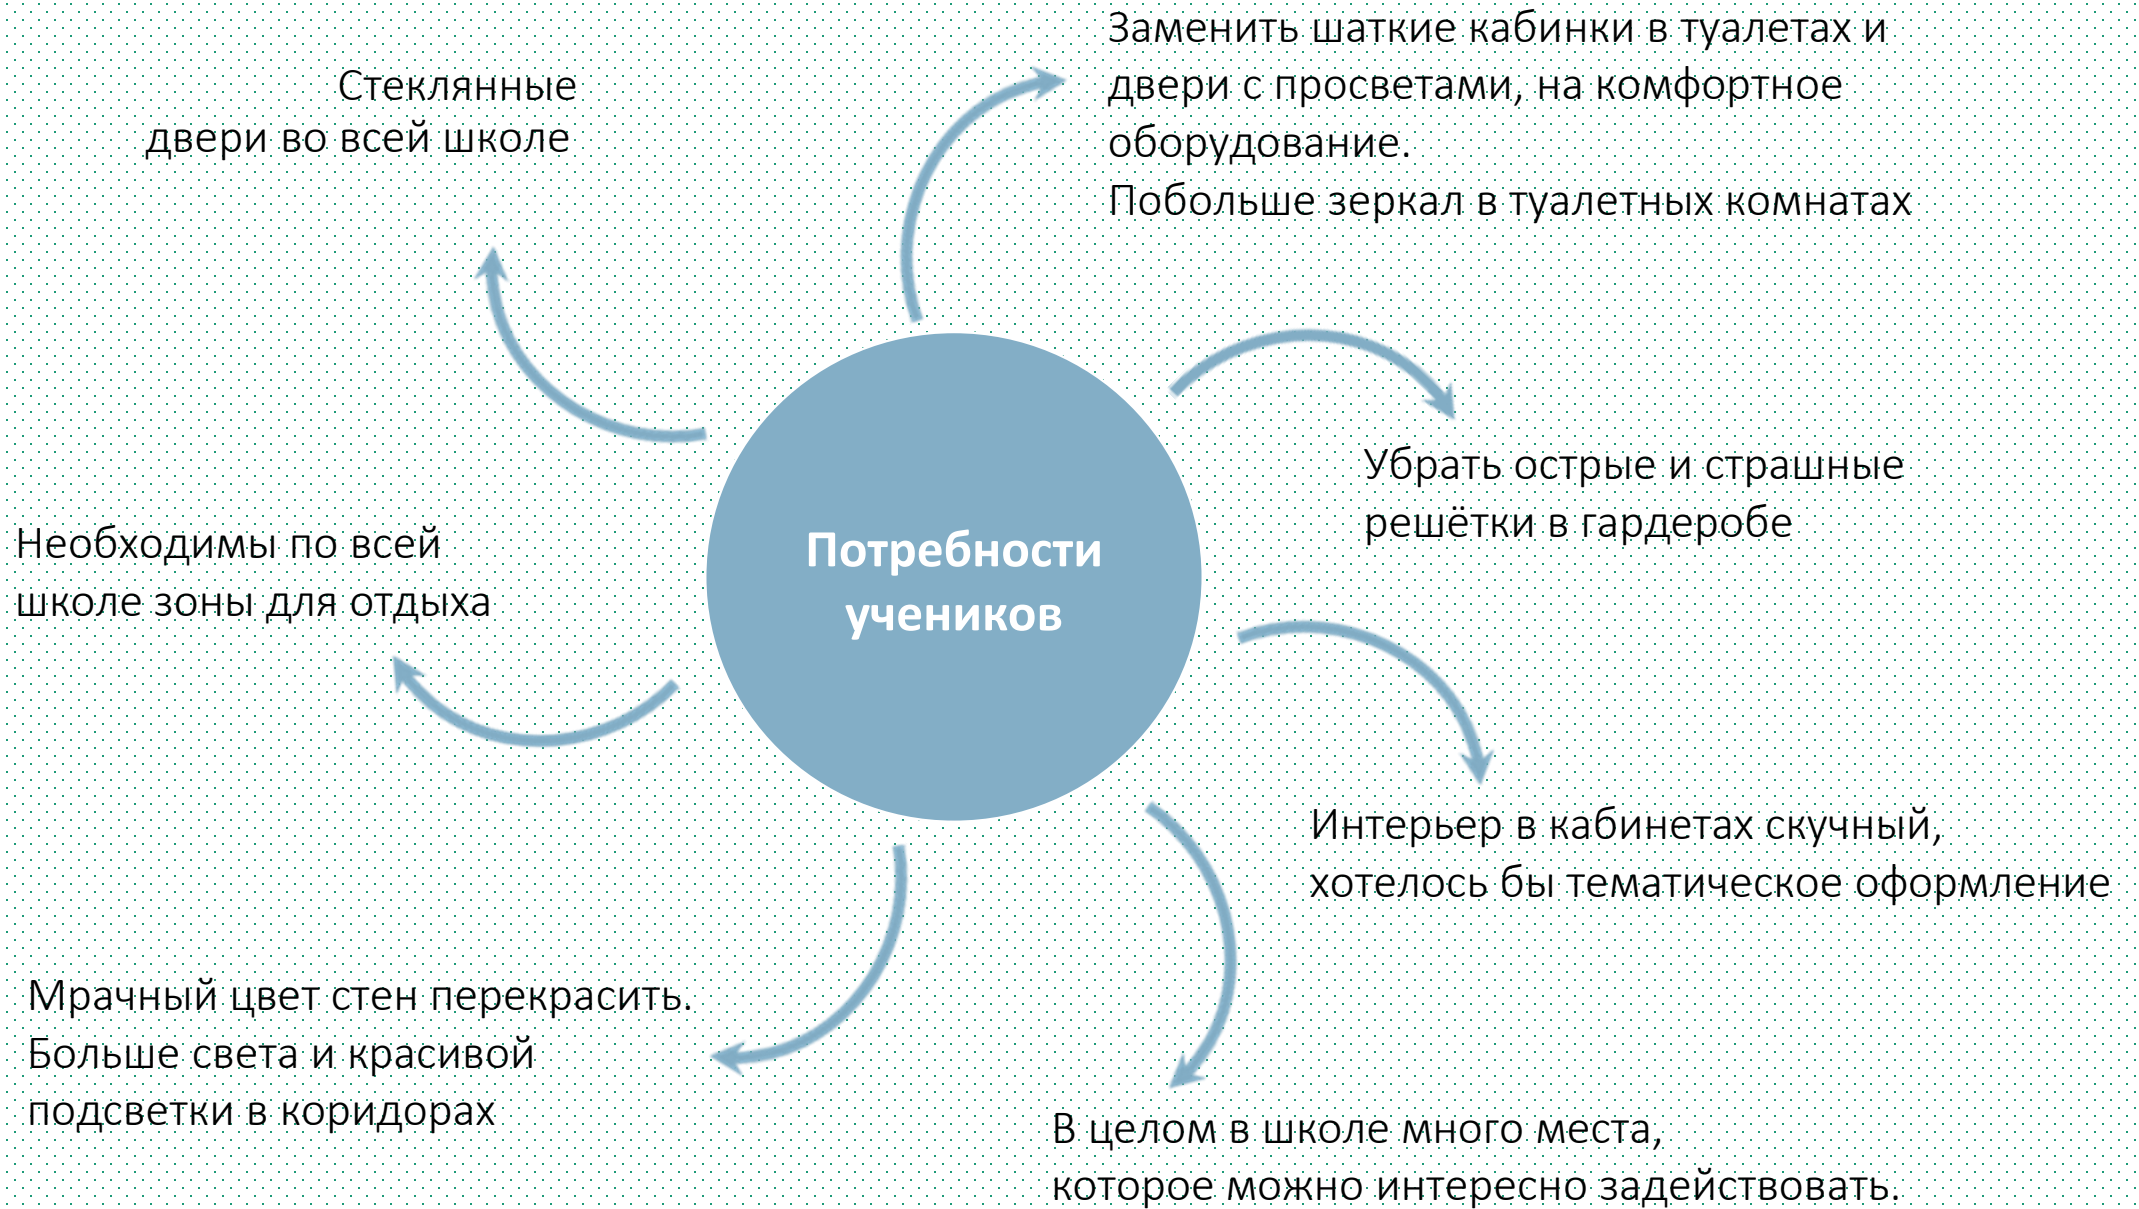 Стеклянные
двери во всей школе
Заменить шаткие кабинки в туалетах и
двери с просветами, на комфортное
оборудование.
Побольше зеркал в туалетных комнатах
Убрать острые и страшные
решётки в гардеробе
Необходимы по всей
школе зоны для отдыха
Потребности
учеников
Интерьер в кабинетах скучный,
хотелось бы тематическое оформление
Мрачный цвет стен перекрасить.
Больше света и красивой
подсветки в коридорах
В целом в школе много места,
которое можно интересно задействовать.